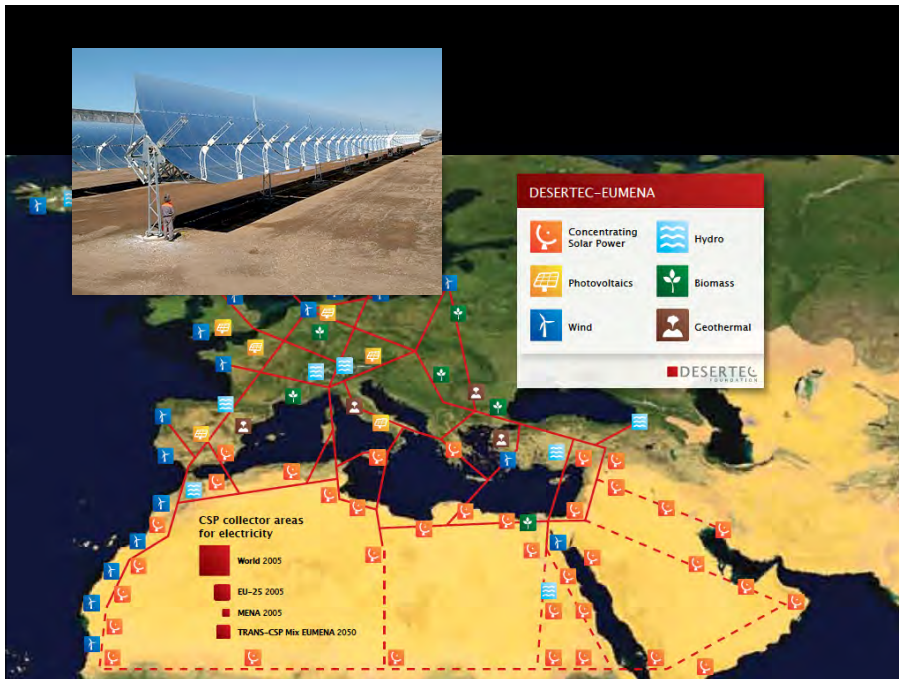 DESERTEC-EUMENA
Concentrating
Solar Power
Hydro
Photovoltaics
Biomass
Wind
Geothermal
DESERTEC
FOUNDATION
CSP collector areas
for electricity
World 2005
EU-25 2005
MENA 2005
TRANS-CSP Mix EUMENA 2050